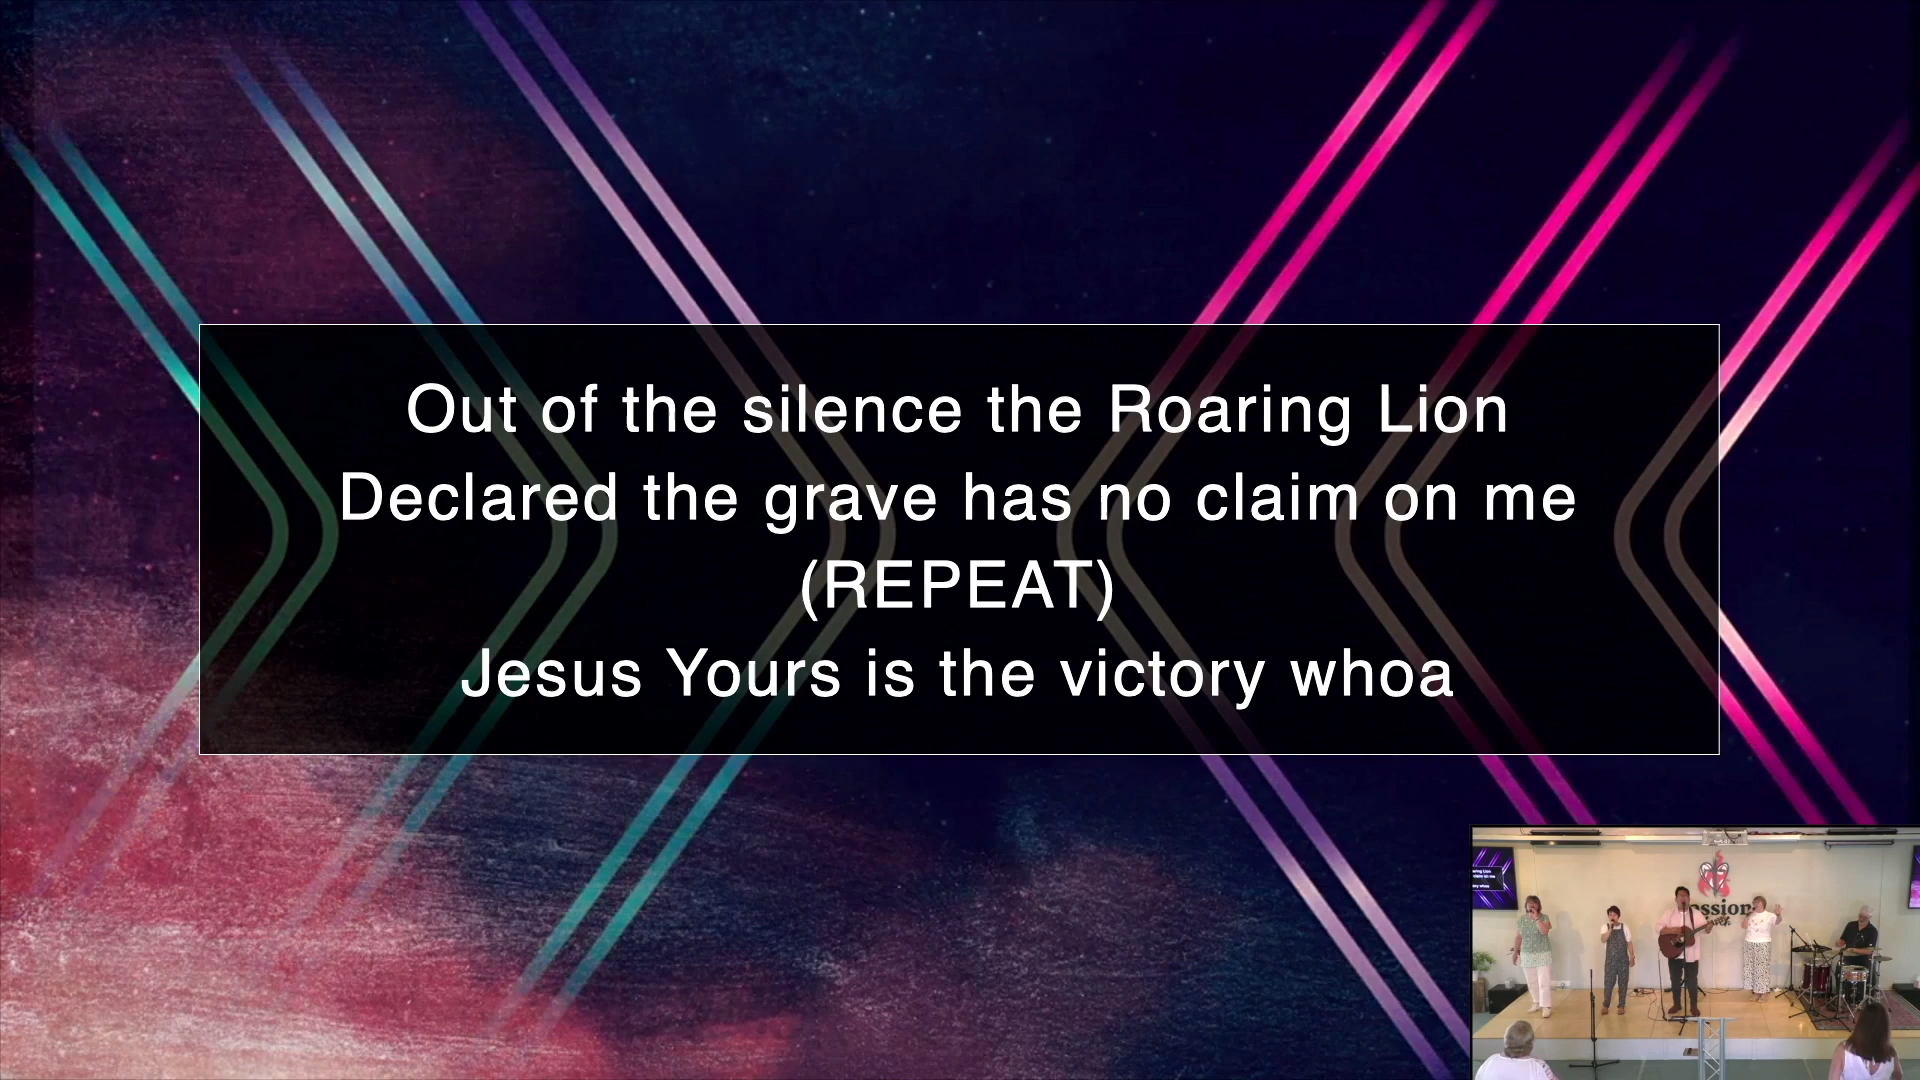 Out of the silence the Roaring Lion
Declared the grave has no claim on me
(REPEAT)
Jesus Yours is the victory whoa